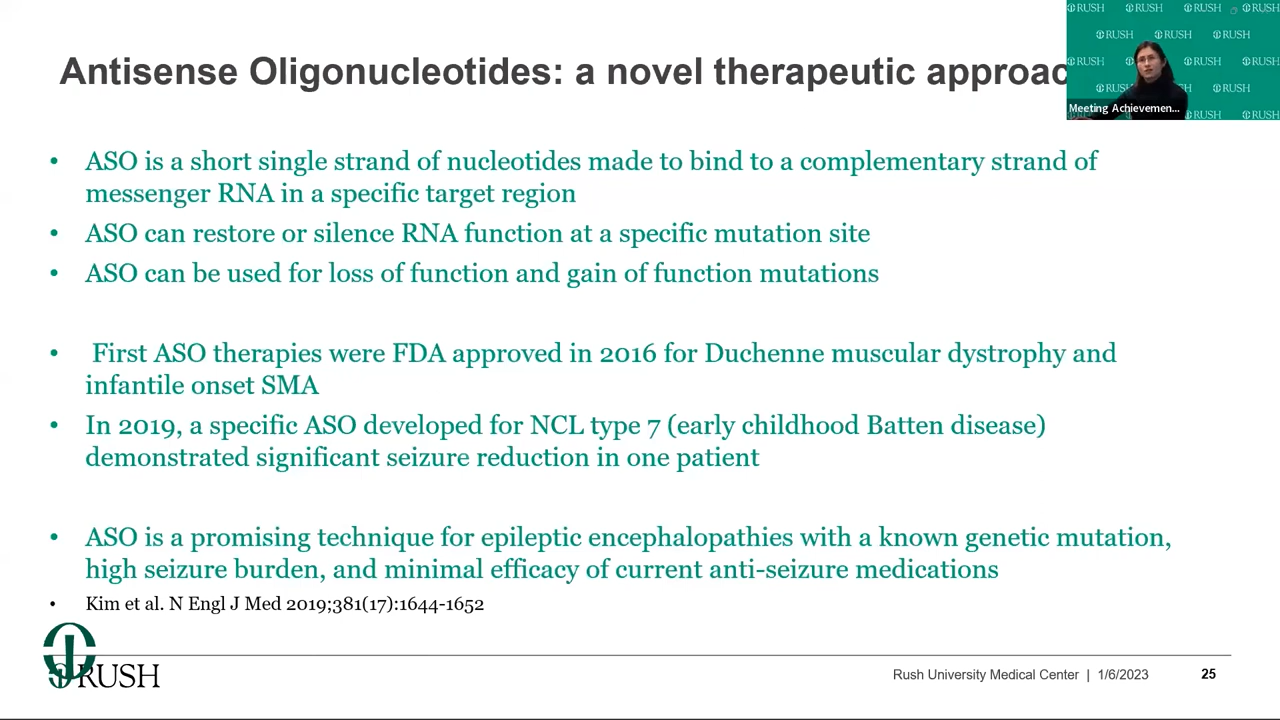 Antisense Oligonucleotides: a novel therapeutic approac
RUSH RUSH RUSH RUSH
RUSH RUSH RUSH
RUSH RUSH RUSH
RUSH RUSH RUSH
RUSH RUSH
Meeting Achievemen...
• ASO is a short single strand of nucleotides made to bind to a complementary strand of
messenger RNA in a specific target region
• ASO can restore or silence RNA function at a specific mutation site
• ASO can be used for loss of function and gain of function mutations
• First ASO therapies were FDA approved in 2016 for Duchenne muscular dystrophy and
infantile onset SMA
• In 2019, a specific ASO developed for NCL type 7 (early childhood Batten disease)
demonstrated significant seizure reduction in one patient
• ASO is a promising technique for epileptic encephalopathies with a known genetic mutation,
high seizure burden, and minimal efficacy of current anti-seizure medications
• Kim et al. N Engl J Med 2019;381(17):1644-1652
RUSH
Rush University Medical Center | 1/6/2023 25